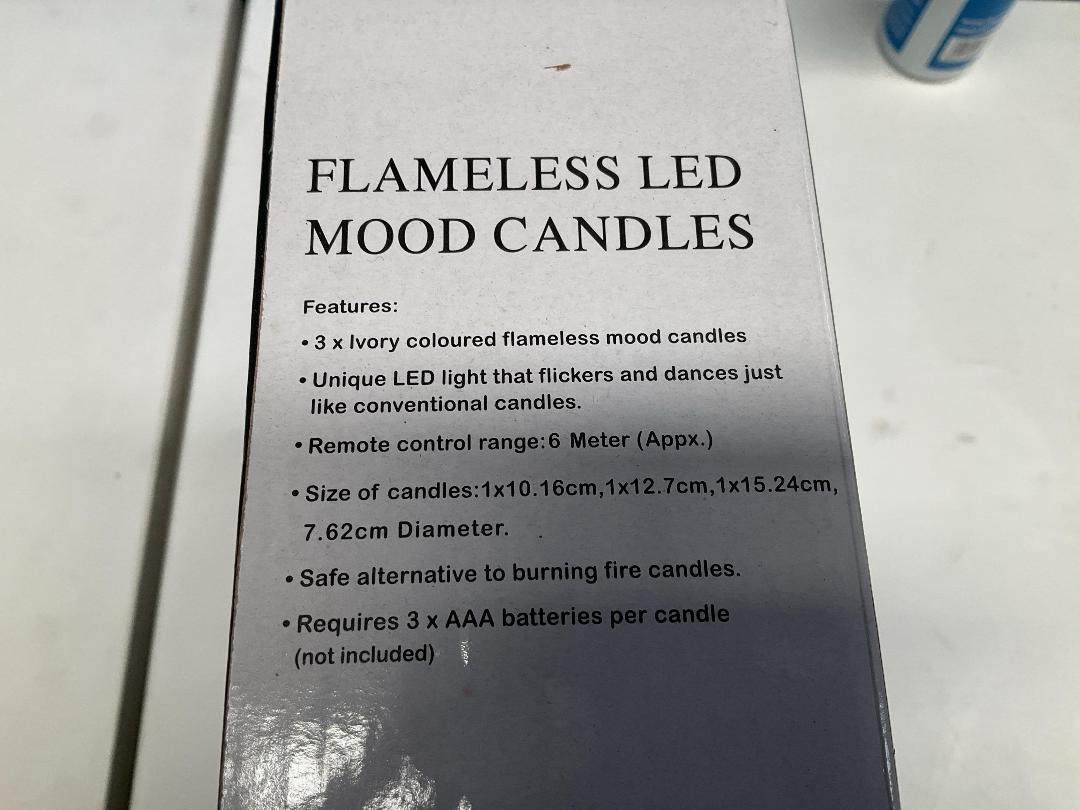 FLAMELESS LED
MOOD CANDLES
Features:
• 3 x Ivory coloured flameless mood candles
• Unique LED light that flickers and dances just
like conventional candles.
• Remote control range:6 Meter (Appx.)
• Size of candles:1x10.16cm,1x12.7cm,1x15.24cm,
7.62cm Diameter.
• Safe alternative to burning fire candles.
• Requires 3 x AAA batteries per candle
(not included)